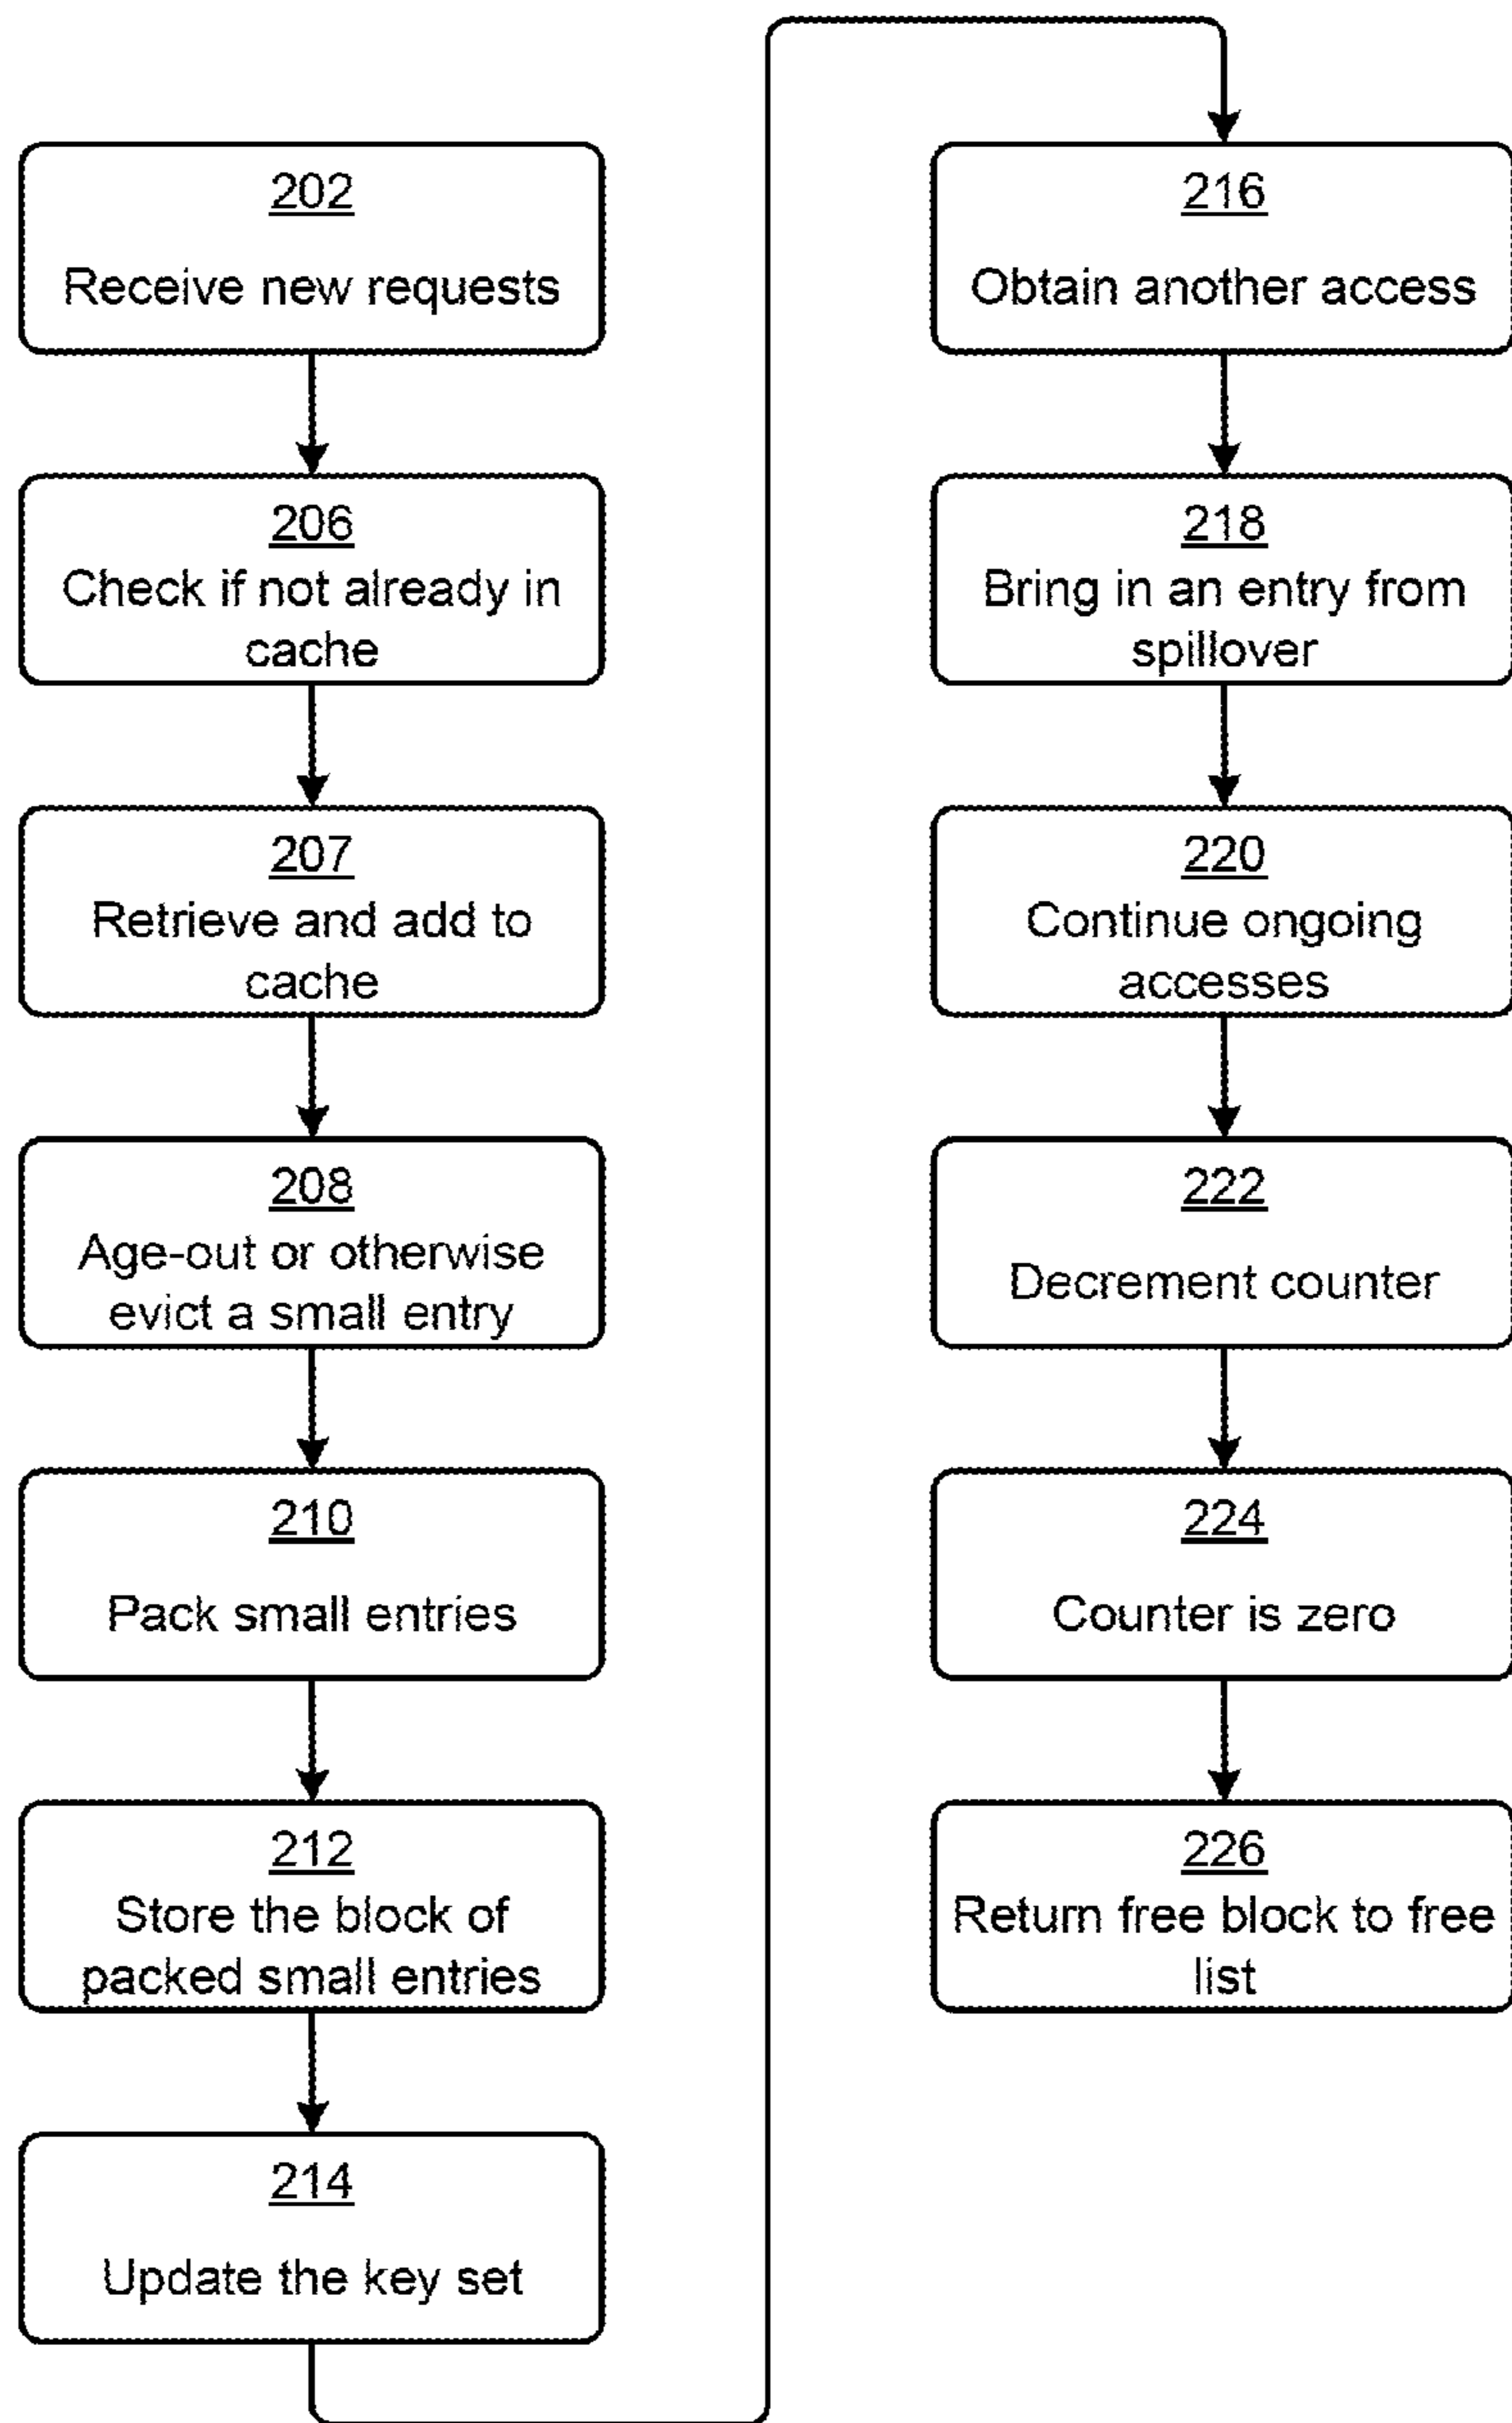 202
Receive new requests
206
Check if not already in
cache
207
Retrieve and add to
cache
208
Age-out or otherwise
evict a small entry
210
Pack small entries
212
Store the block of
packed small entries
214
Update the key set
216
Obtain another access
218
Bring in an entry from
spillover
220
Continue ongoing
accesses
222
Decrement counter
224
Counter is zero
226
Return free block to free
list